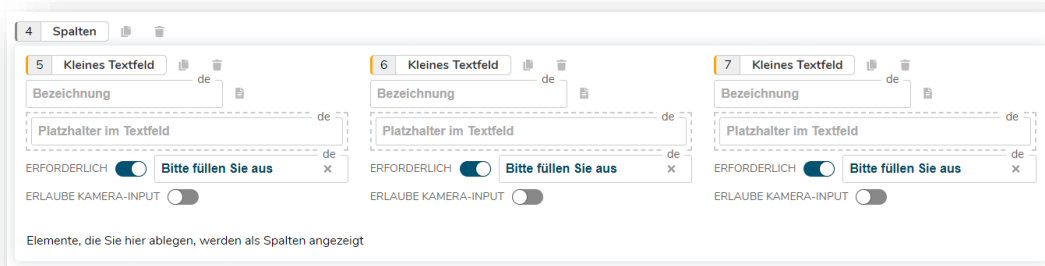 4 Spalten
5 Kleines Textfeld 6 Kleines Textfeld 7 Kleines Textfeld
de de de
Bezeichnung Bezeichnung Bezeichnung
de de de
Platzhalter im Textfeld Platzhalter im Textfeld Platzhalter im Textfeld
de de de
ERFORDERLICH Bitte füllen Sie aus × ERFORDERLICH Bitte füllen Sie aus × ERFORDERLICH Bitte füllen Sie aus ×
ERLAUBE KAMERA-INPUT ERLAUBE KAMERA-INPUT ERLAUBE KAMERA-INPUT
Elemente, die Sie hier ablegen, werden als Spalten angezeigt